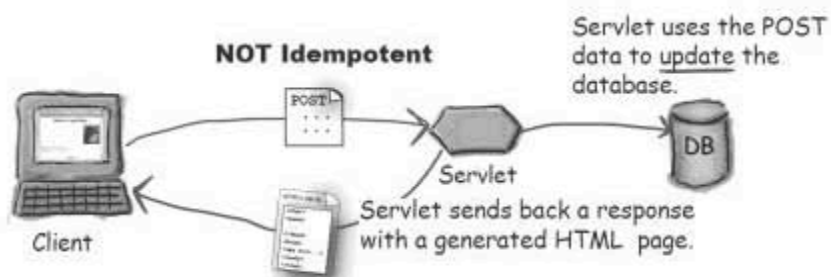 Servlet uses the POST
data to update the
database.
NOT Idempotent
POST
DB
Servlet
Servlet sends back a response
with a generated HTML page.
Client